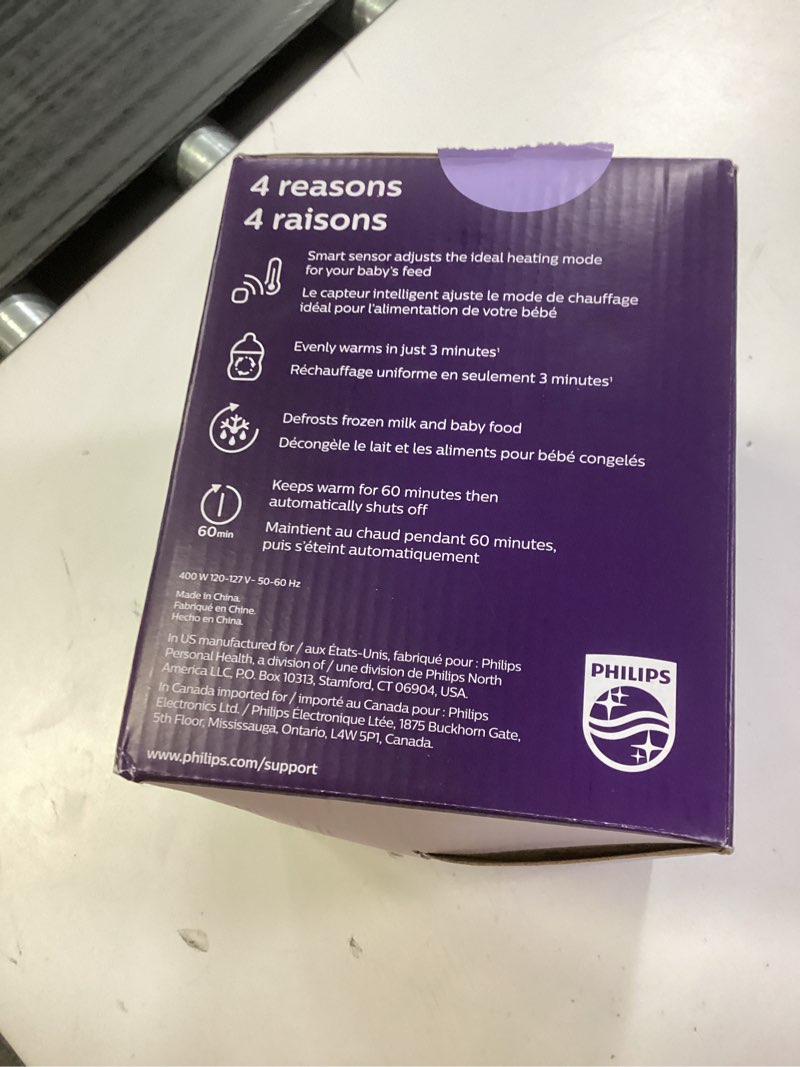 4 reasons
4 raisons
Smart sensor adjusts the ideal heating mode
for your baby's feed
Le capteur intelligent ajuste le mode de chauffage
idéal pour l'alimentation de votre bébé
Evenly warms in just 3 minutes¹
Réchauffage uniforme en seulement 3 minutes¹
Defrosts frozen milk and baby food
Décongèle le lait et les aliments pour bébé congelés
60min
Keeps warm for 60 minutes then
automatically shuts off
Maintient au chaud pendant 60 minutes,
puis s'éteint automatiquement
400 W 120-127 V~ 50-60 Hz
Made in China.
Fabriqué en Chine.
Hecho en China.
In US manufactured for / aux États-Unis, fabriqué pour : Philips
Personal Health, a division of / une division de Philips North
America LLC, P.O. Box 10313, Stamford, CT 06904, USA.
In Canada imported for / importé au Canada pour : Philips
Electronics Ltd. / Philips Électronique Ltée, 1875 Buckhorn Gate,
5th Floor, Mississauga, Ontario, L4W 5P1, Canada.
www.philips.com/support
PHILIPS